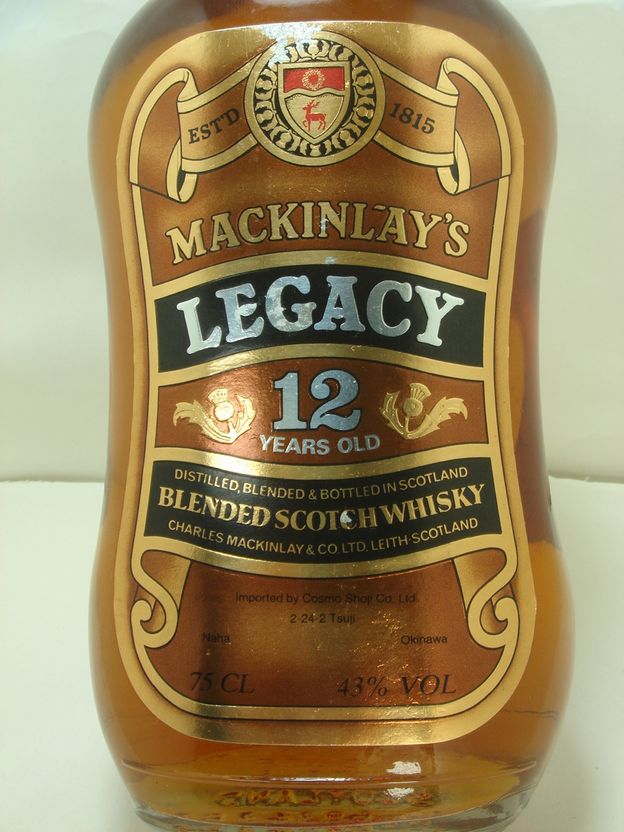 EST'D 1815
MACKINLAY'S
LEGACY
12
YEARS OLD
DISTILLED, BLENDED & BOTTLED IN SCOTLAND
BLENDED SCOTCH WHISKY
CHARLES MACKINLAY & CO. LTD. LEITH·SCOTLAND
Imported by Cosmo Shoji Co. Ltd.
2-24-2 Tsuji
Naha Okinawa
75 CL 43% VOL